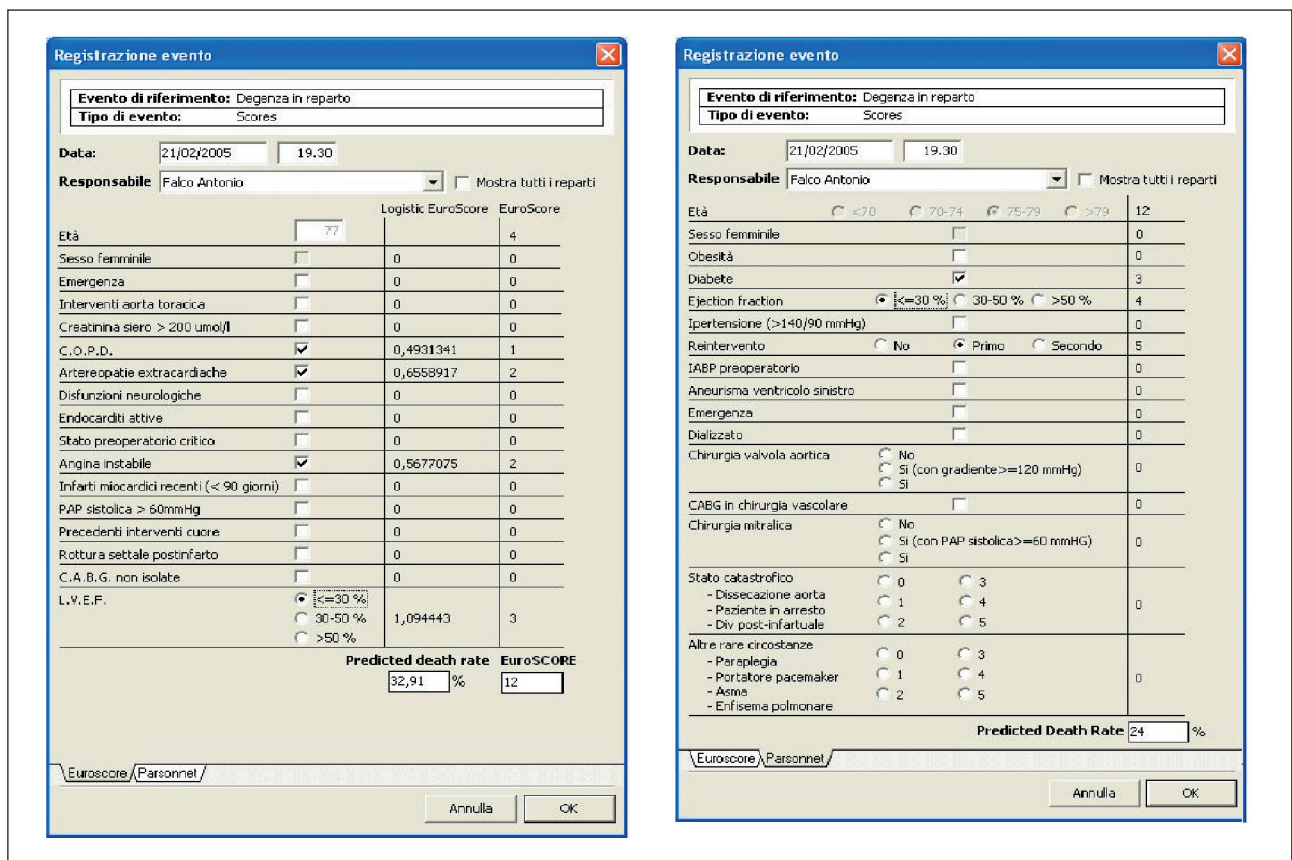 Registrazione evento
Evento di riferimento: Degenza in reparto
Tipo di evento: Scores
Data: 21/02/2005 19.30
Responsabile Falco Antonio Mostra tutti i reparti
Logistic EuroScore EuroScore
Età 77 4
Sesso femminile 0 0
Emergenza 0 0
Interventi aorta toracica 0 0
Creatinina siero > 200 umol/l 0 0
C.O.P.D. 0,4931341 1
Artereopatie extracardiache 0,6558917 2
Disfunzioni neurologiche 0 0
Endocarditi attive 0 0
Stato preoperatorio critico 0 0
Angina instabile 0,5677075 2
Infarti miocardici recenti (< 90 giorni) 0 0
PAP sistolica > 60mmHg 0 0
Precedenti interventi cuore 0 0
Rottura settale postinfarto 0 0
C.A.B.G. non isolate 0 0
L.V.E.F. <=30 %
30-50 % 1,094443 3
>50 %
Predicted death rate EuroSCORE
32,91 % 12
Euroscore Parsonnet
Annulla OK
Registrazione evento
Evento di riferimento: Degenza in reparto
Tipo di evento: Scores
Data: 21/02/2005 19.30
Responsabile Falco Antonio Mostra tutti i reparti
Età <70 70-74 75-79 >79 12
Sesso femminile 0
Obesità 0
Diabete 3
Ejection fraction <=30 % 30-50 % >50 % 4
Ipertensione (>140/90 mmHg) 0
Reintervento No Primo Secondo 5
IABP preoperatorio 0
Aneurisma ventricolo sinistro 0
Emergenza 0
Dializzato 0
Chirurgia valvola aortica No
Si (con gradiente>=120 mmHg) 0
Si
CABG in chirurgia vascolare 0
Chirurgia mitralica No
Si (con PAP sistolica>=60 mmHG) 0
Si
Stato catastrofico 0 3
- Dissecazione aorta 1 4 0
- Paziente in arresto
- Div post-infartuale 2 5
Altre rare circostanze 0 3
- Paraplegia
- Portatore pacemaker 1 4 0
- Asma 2 5
- Enfisema polmonare
Predicted Death Rate 24 %
Euroscore Parsonnet
Annulla OK